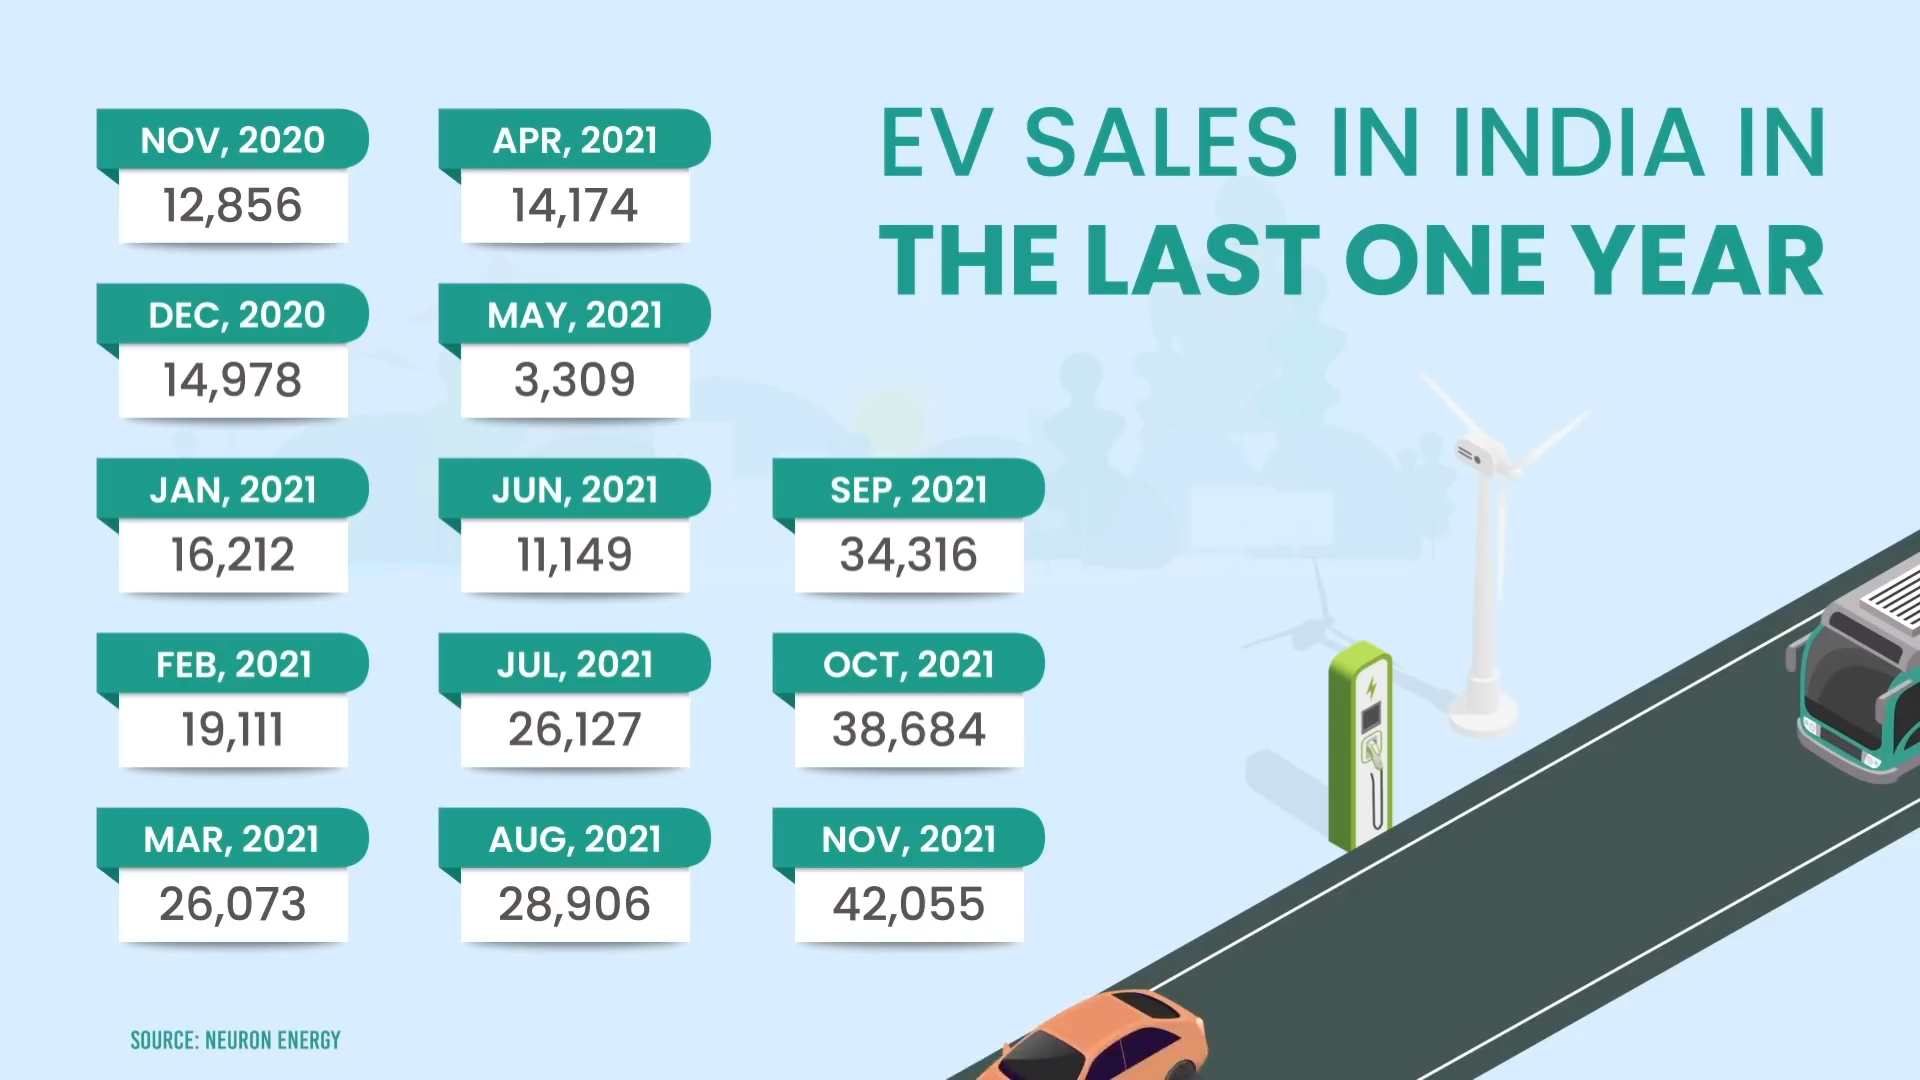 EV SALES IN INDIA IN
THE LAST ONE YEAR
NOV, 2020
12,856
DEC, 2020
14,978
JAN, 2021
16,212
FEB, 2021
19,111
MAR, 2021
26,073
APR, 2021
14,174
MAY, 2021
3,309
JUN, 2021
11,149
JUL, 2021
26,127
AUG, 2021
28,906
SEP, 2021
34,316
OCT, 2021
38,684
NOV, 2021
42,055
SOURCE: NEURON ENERGY